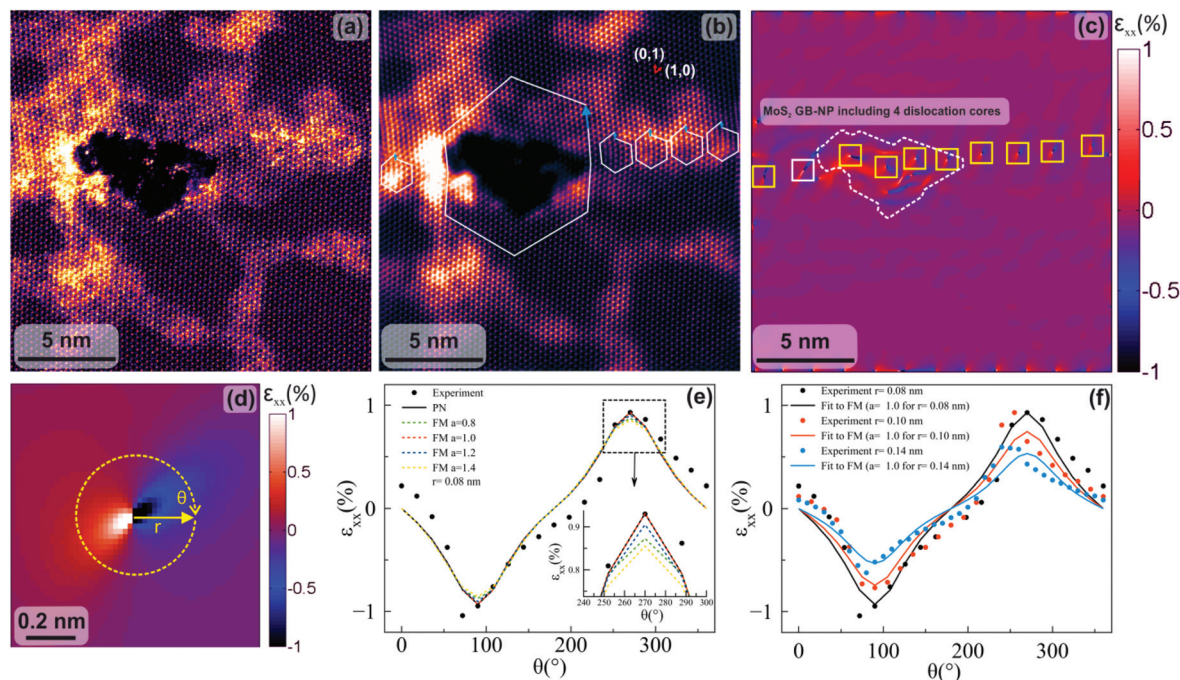 (a)
5 nm
(b)
(0,1)
(1,0)
(c)
MoS₂ GB-NP including 4 dislocation cores
5 nm
εxx(%)
1
0.5
0
-0.5
-1
(d)
θ
r
0.2 nm
εxx(%)
1
0.5
0
-0.5
-1
(e)
Experiment
PN
FM a=0.8
FM a=1.0
FM a=1.2
FM a=1.4
r= 0.08 nm
εxx(%)
1
0
−1
0 100 200 300
θ(°)
εxx(%)
0.9
0.8
240 250 260 270 280 290 300
θ(°)
(f)
Experiment r= 0.08 nm
Fit to FM (a= 1.0 for r= 0.08 nm)
Experiment r= 0.10 nm
Fit to FM (a= 1.0 for r= 0.10 nm)
Experiment r= 0.14 nm
Fit to FM (a= 1.0 for r= 0.14 nm)
εxx(%)
1
0
−1
0 100 200 300
θ(°)